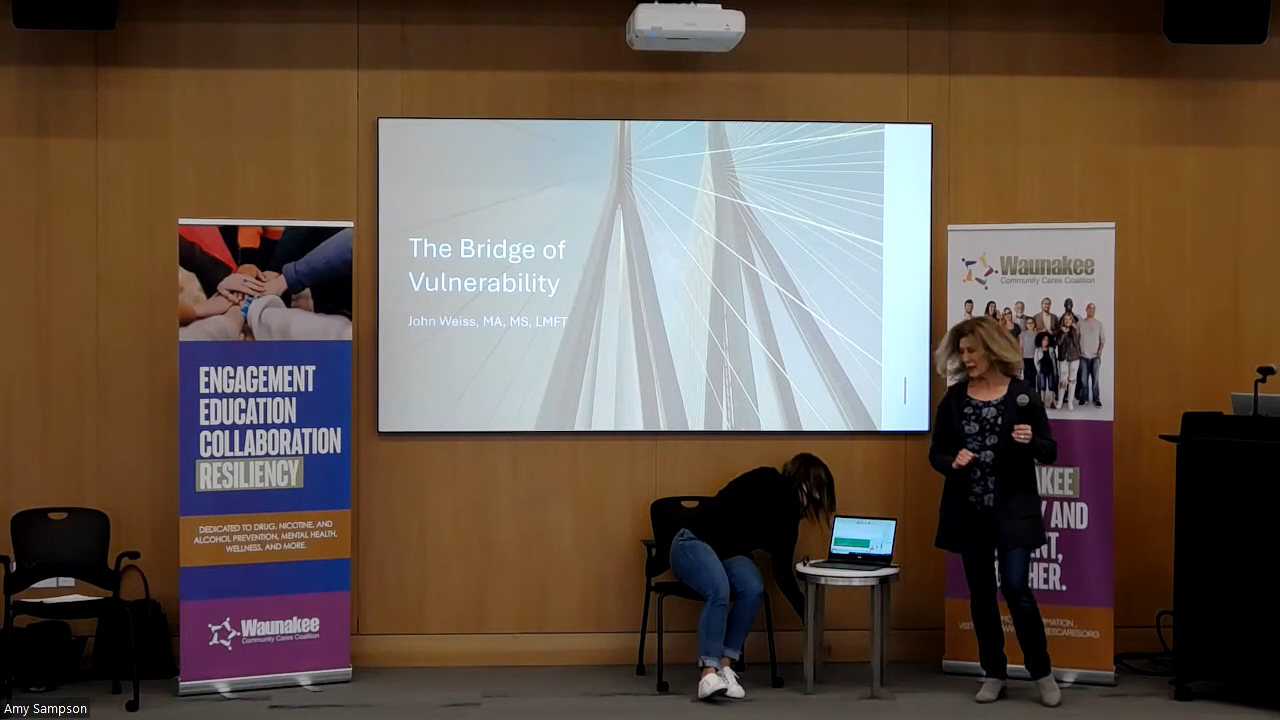 The Bridge of
Vulnerability
John Weiss, MA, MS, LMFT
ENGAGEMENT
EDUCATION
COLLABORATION
RESILIENCY
DEDICATED TO DRUG, NICOTINE, AND
ALCOHOL PREVENTION, MENTAL HEALTH,
WELLNESS, AND MORE.
Waunakee
Community Cares Coalition
Waunakee
Community Cares Coalition
AND
Amy Sampson